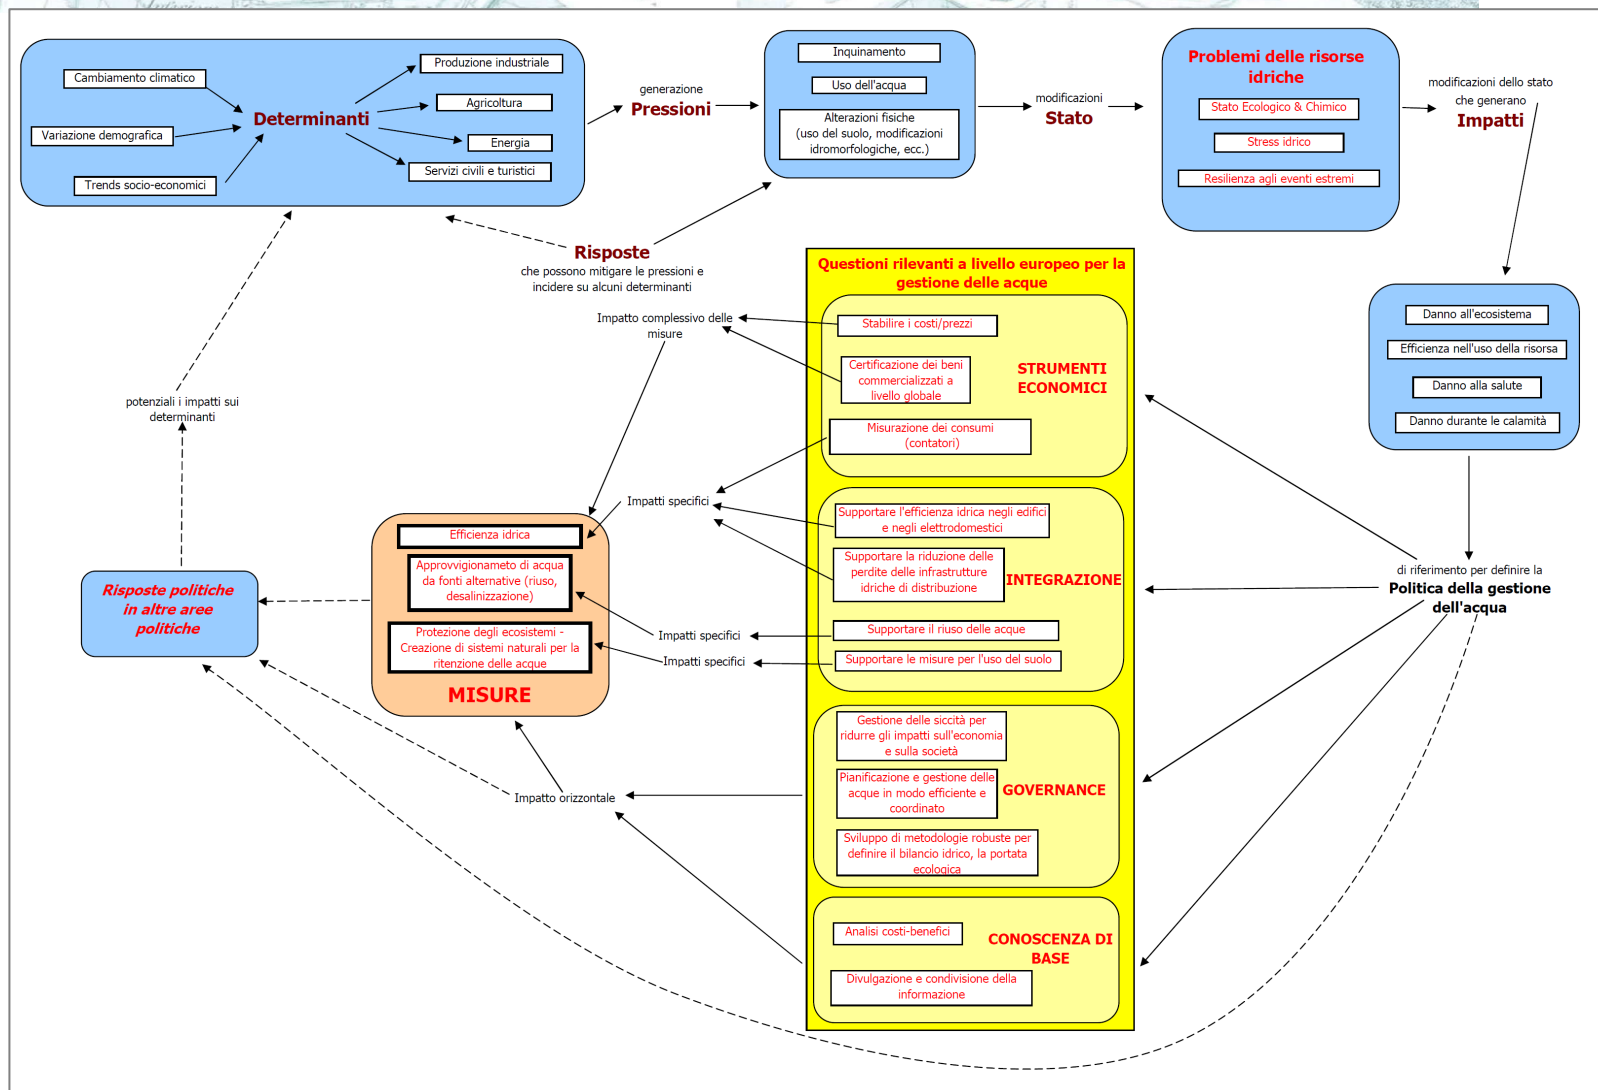 Cambiamento climatico
Variazione demografica
Trends socio-economici
Determinanti
Produzione industriale
Agricoltura
Energia
Servizi civili e turistici
generazione
Pressioni
Inquinamento
Uso dell'acqua
Alterazioni fisiche
(uso del suolo, modificazioni
idromorfologiche, ecc.)
modificazioni
Stato
Problemi delle risorse
idriche
Stato Ecologico & Chimico
Stress idrico
Resilienza agli eventi estremi
modificazioni dello stato
che generano
Impatti
Risposte
che possono mitigare le pressioni e
incidere su alcuni determinanti
Danno all'ecosistema
Efficienza nell'uso della risorsa
Danno alla salute
Danno durante le calamità
di riferimento per definire la
Politica della gestione
dell'acqua
Questioni rilevanti a livello europeo per la
gestione delle acque
Stabilire i costi/prezzi
Certificazione dei beni
commercializzati a
livello globale
Misurazione dei consumi
(contatori)
STRUMENTI
ECONOMICI
Supportare l'efficienza idrica negli edifici
e negli elettrodomestici
Supportare la riduzione delle
perdite delle infrastrutture
idriche di distribuzione
Supportare il riuso delle acque
Supportare le misure per l'uso del suolo
INTEGRAZIONE
Gestione delle siccità per
ridurre gli impatti sull'economia
e sulla società
Pianificazione e gestione delle
acque in modo efficiente e
coordinato
Sviluppo di metodologie robuste per
definire il bilancio idrico, la portata
ecologica
GOVERNANCE
Analisi costi-benefici
Divulgazione e condivisione della
informazione
CONOSCENZA DI
BASE
Impatto complessivo delle
misure
Impatti specifici
Impatti specifici
Impatti specifici
Impatto orizzontale
Efficienza idrica
Approvvigionameto di acqua
da fonti alternative (riuso,
desalinizzazione)
Protezione degli ecosistemi -
Creazione di sistemi naturali per la
ritenzione delle acque
MISURE
Risposte politiche
in altre aree
politiche
potenziali i impatti sui
determinanti